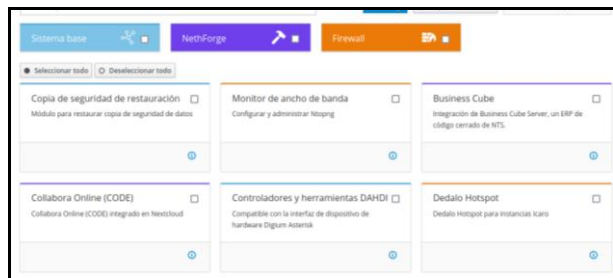 Sistema base
NethForge
Firewall
Seleccionar todo
Deseleccionar todo
Copia de seguridad de restauración
Módulo para restaurar copia de seguridad de datos
Monitor de ancho de banda
Configurar y administrar Ntopng
Business Cube
Integración de Business Cube Server, un ERP de
código cerrado de NTS.
Collabora Online (CODE)
Collabora Online (CODE) integrado en Nextcloud
Controladores y herramientas DAHDI
Compatible con la interfaz de dispositivo de
hardware Digium Asterisk
Dedalo Hotspot
Dedalo Hotspot para instancias Icaro